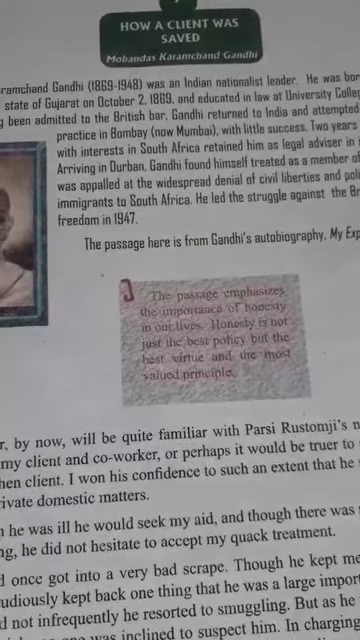 HOW A CLIENT WAS
SAVED
Mohandas Karamchand Gandhi
Gandhi (1869-1948) was an Indian nationalist leader. He was
state of Gujarat on October 2, 1869, and educated in law at University
been admitted to the British bar, Gandhi returned to India and attempted
practice in Bombay (now Mumbai), with little success. Two years
with interests in South Africa retained him as legal adviser in
Arriving in Durban, Gandhi found himself treated as a member of
was appalled at the widespread denial of civil liberties and
immigrants to South Africa. He led the struggle against the
freedom in 1947.
The passage here is from Gandhi's autobiography, My
The passage emphasizes
the importance of honesty
in our lives. Honesty is not
just the best policy but the
best virtue and the most
valued principle.
by now, will be quite familiar with Parsi Rustomji's
my client and co-worker, or perhaps it would be truer to
then client. I won his confidence to such an extent that he
private domestic matters.
he was ill he would seek my aid, and though there was
he did not hesitate to accept my quack treatment.
once got into a very bad scrape. Though he kept me
kept back one thing that he was a large
not infrequently he resorted to smuggling. But as he
was inclined to suspect him. In charging